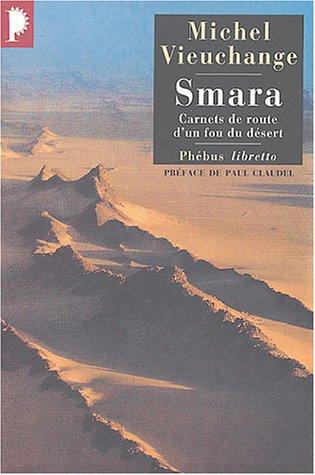 Michel
Vieuchange
Smara
Carnets de route
d'un fou du désert
Phébus libretto
PRÉFACE DE PAUL CLAUDEL